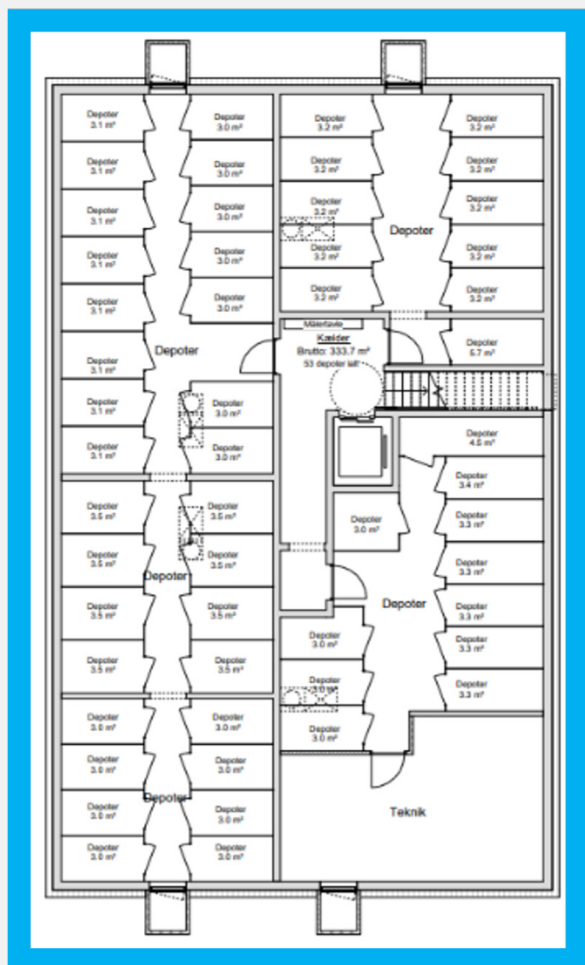 Depoter
3.1 m²
Depoter
3.0 m²
Depoter
3.2 m²
Depoter
3.2 m²
Depoter
3.1 m²
Depoter
3.0 m²
Depoter
3.2 m²
Depoter
3.2 m²
Depoter
3.1 m²
Depoter
3.0 m²
Depoter
3.2 m²
Depoter
3.2 m²
Depoter
Depoter
3.1 m²
Depoter
3.0 m²
Depoter
3.2 m²
Depoter
3.2 m²
Depoter
3.1 m²
Depoter
3.0 m²
Depoter
3.2 m²
Depoter
3.2 m²
Målertavle
Kælder
Brutto: 333.7 m²
53 depoter ialt
Depoter
5.7 m²
Depoter
Depoter
3.1 m²
Depoter
3.1 m²
Depoter
3.0 m²
Depoter
3.1 m²
Depoter
3.0 m²
Depoter
4.5 m²
Depoter
3.4 m²
Depoter
3.5 m²
Depoter
3.5 m²
Depoter
3.0 m²
Depoter
3.3 m²
Depoter
3.5 m²
Depoter
3.5 m²
Depoter
3.3 m²
Depoter
Depoter
3.5 m²
Depoter
3.5 m²
Depoter
Depoter
3.3 m²
Depoter
3.5 m²
Depoter
3.5 m²
Depoter
3.0 m²
Depoter
3.3 m²
Depoter
3.0 m²
Depoter
3.3 m²
Depoter
3.0 m²
Depoter
3.0 m²
Depoter
3.0 m²
Depoter
3.0 m²
Depoter
3.0 m²
Depoter
Depoter
3.0 m²
Depoter
3.0 m²
Teknik
Depoter
3.0 m²
Depoter
3.0 m²